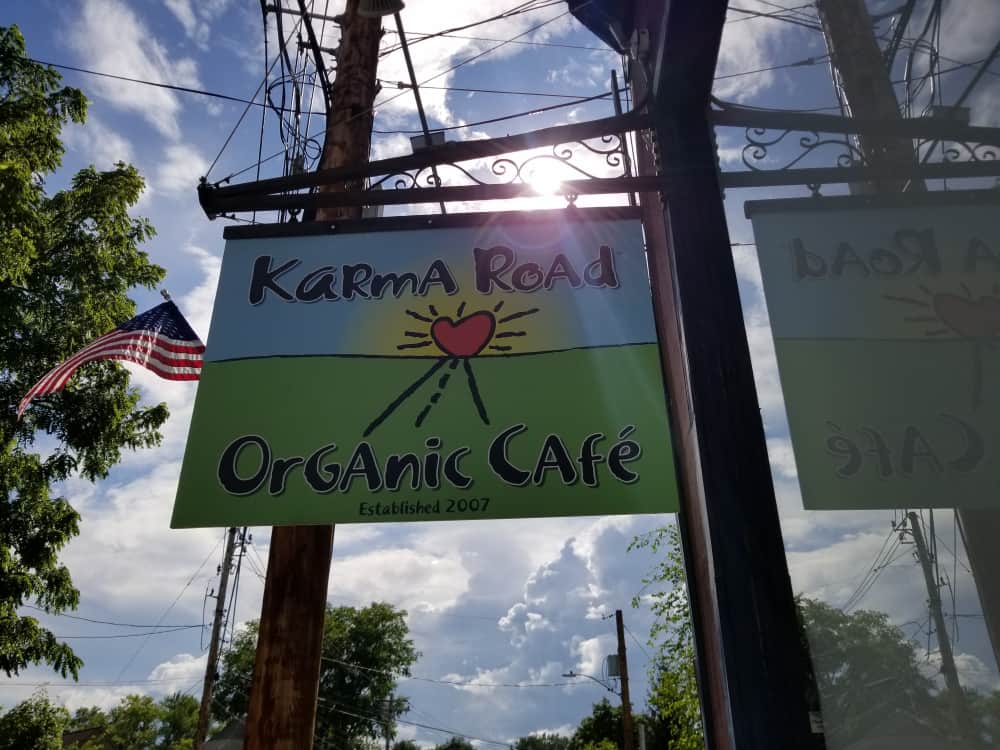 Karma Road
Organic Café
Established 2007